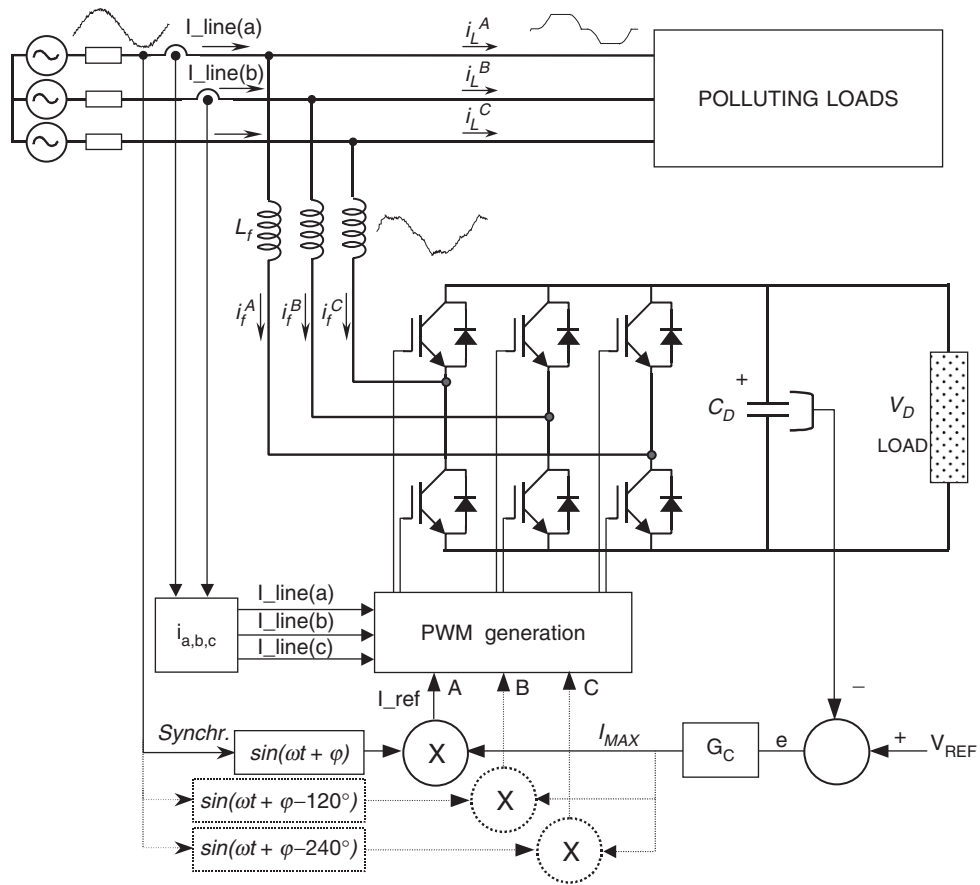 I_line(a)
i_L^A
I_line(b)
i_L^B
i_L^C
POLLUTING LOADS
L_f
i_f^A
i_f^B
i_f^C
+
C_D
V_D
LOAD
i_a,b,c
I_line(a)
I_line(b)
I_line(c)
PWM generation
I_ref
A
B
C
–
Synchr.
sin(ωt + φ)
X
I_MAX
G_C
e
+
V_REF
sin(ωt + φ–120°)
X
sin(ωt + φ–240°)
X